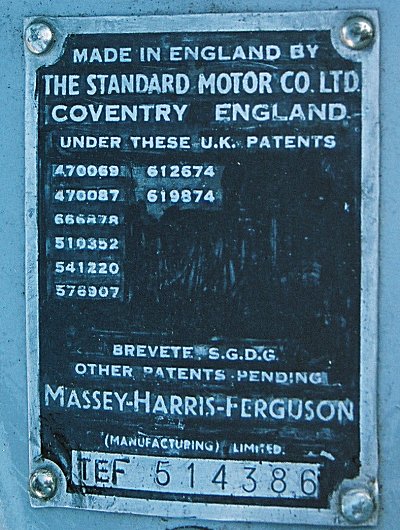 MADE IN ENGLAND BY
THE STANDARD MOTOR CO. LTD.
COVENTRY ENGLAND.
UNDER THESE U.K. PATENTS
470069 612674
470087 619874
666878
510352
541220
576907
BREVETE S.G.D.G.
OTHER PATENTS PENDING
MASSEY-HARRIS-FERGUSON
(MANUFACTURING) LIMITED.
TEF 514386